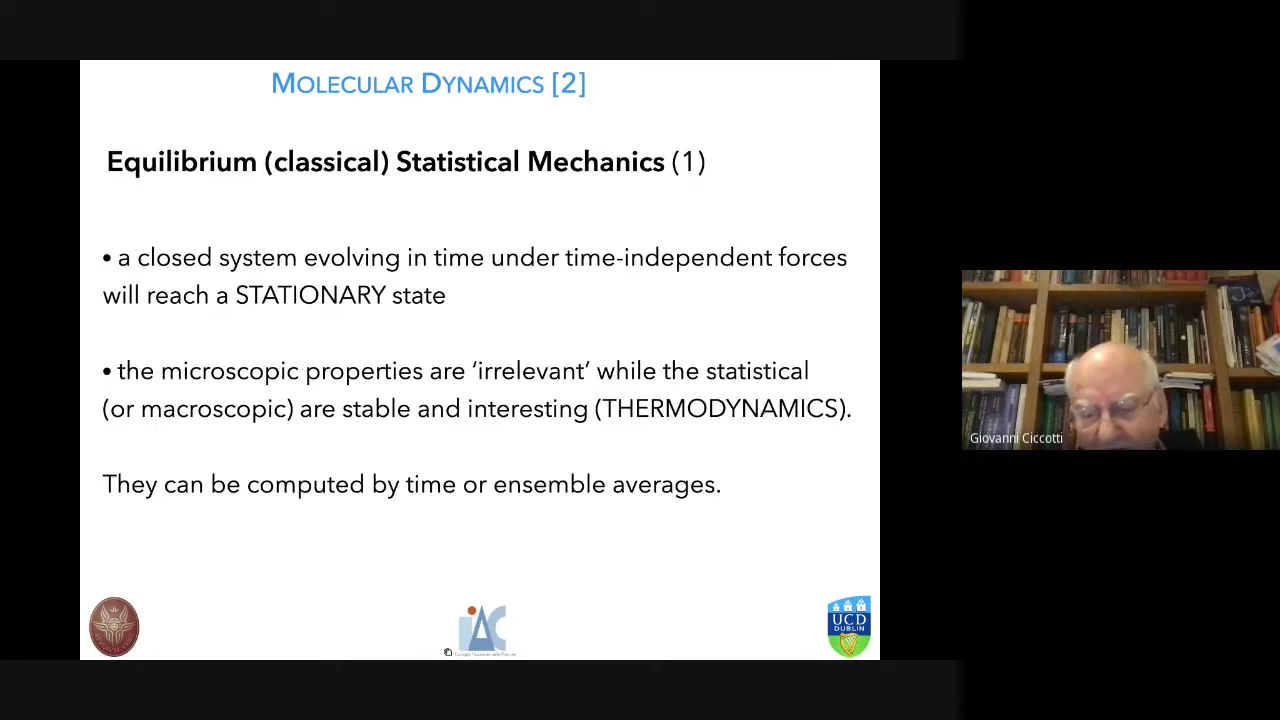 MOLECULAR DYNAMICS [2]
Equilibrium (classical) Statistical Mechanics (1)
• a closed system evolving in time under time-independent forces
will reach a STATIONARY state
• the microscopic properties are ‘irrelevant’ while the statistical
(or macroscopic) are stable and interesting (THERMODYNAMICS).
They can be computed by time or ensemble averages.
Giovanni Ciccotti
iAC
UCD
DUBLIN